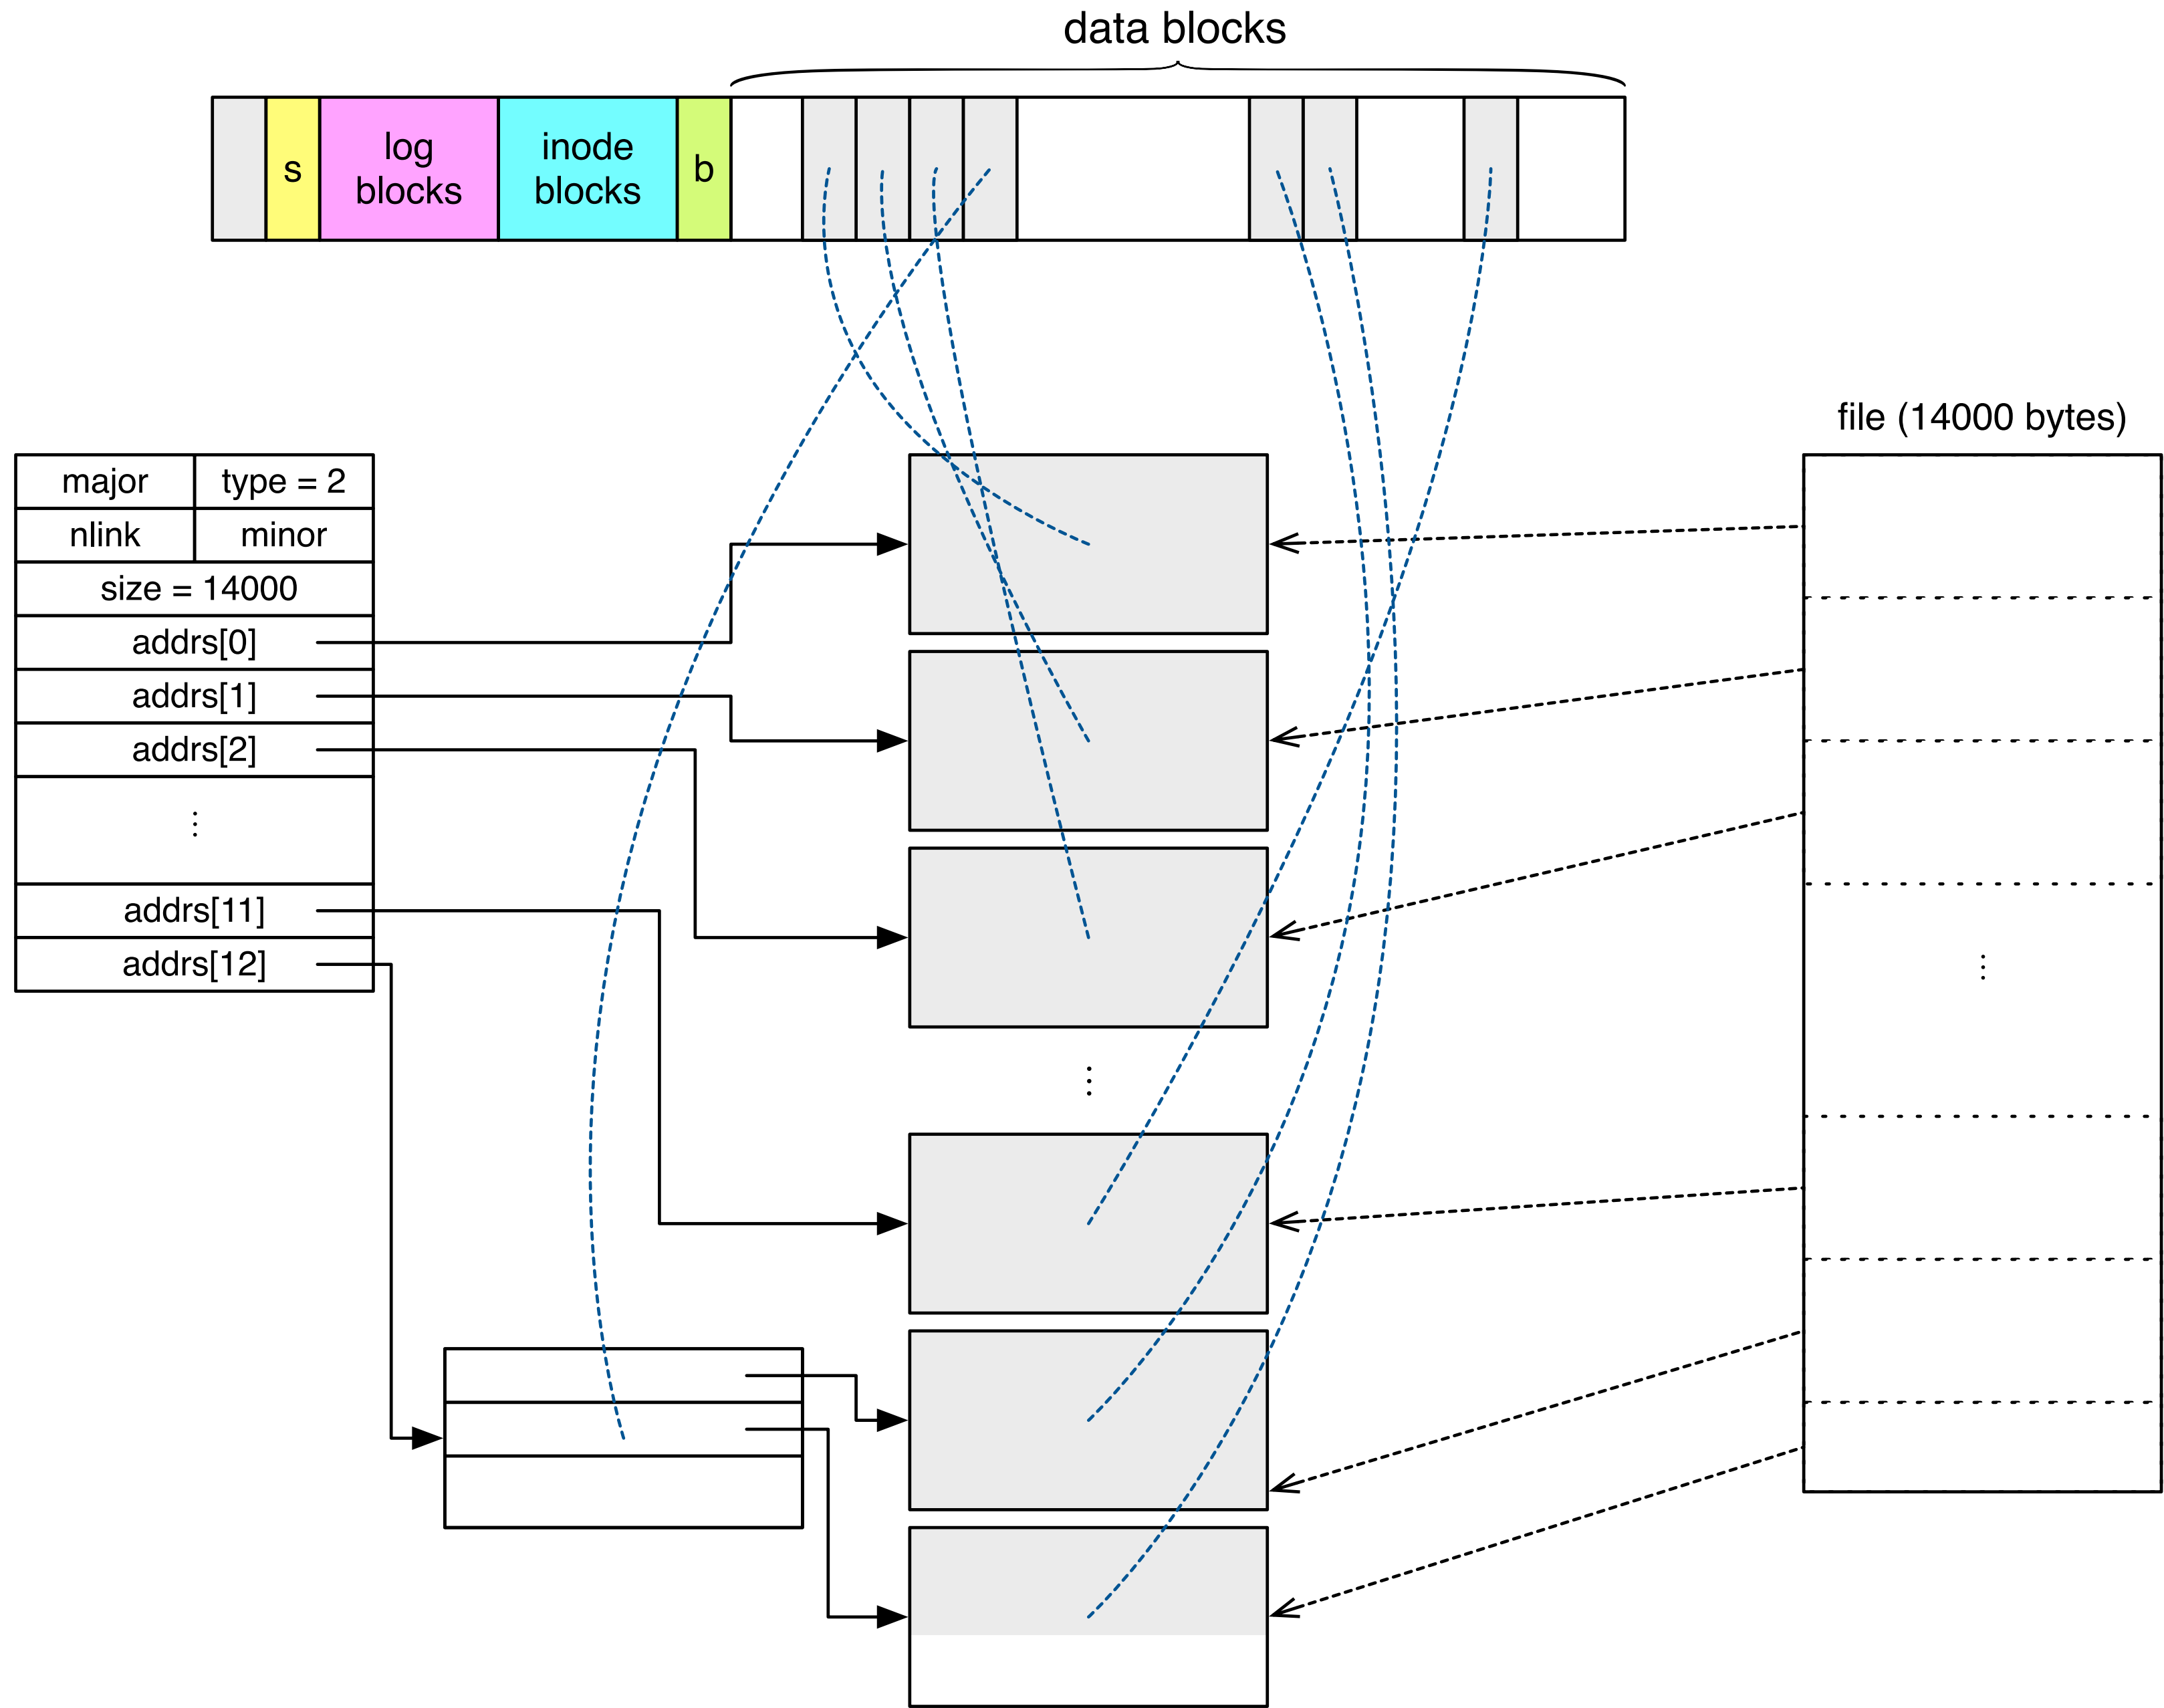 data blocks
s
log
blocks
inode
blocks
b
file (14000 bytes)
major
type = 2
nlink
minor
size = 14000
addrs[0]
addrs[1]
addrs[2]
⋮
addrs[11]
addrs[12]
⋮
⋮